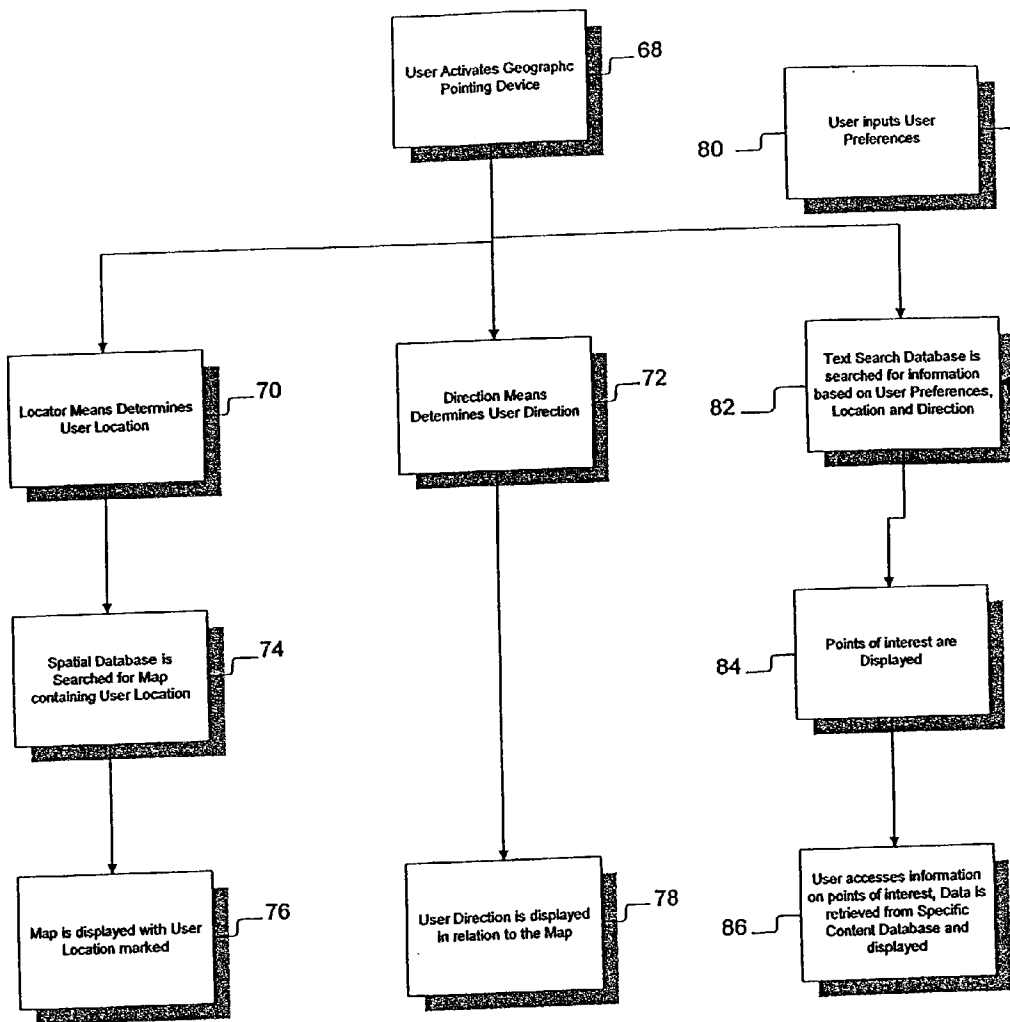 User Activates Geographc
Pointing Device
68
User inputs User
Preferences
80
Locator Means Determines
User Location
70
Direction Means
Determines User Direction
72
Text Search Database is
searched for information
based on User Preferences,
Location and Direction
82
Spatial Database is
Searched for Map
containing User Location
74
Points of interest are
Displayed
84
Map is displayed with User
Location marked
76
User Direction is displayed
in relation to the Map
78
User accesses information
on points of interest, Data is
retrieved from Specific
Content Database and
displayed
86